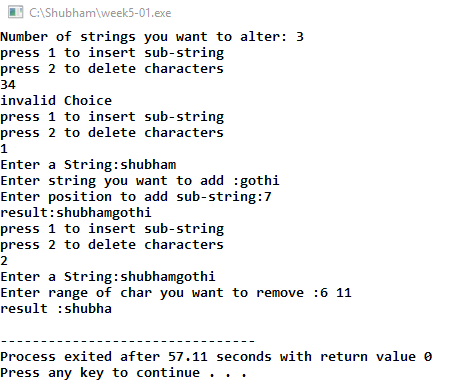 C:\Shubham\week5-01.exe
Number of strings you want to alter: 3
press 1 to insert sub-string
press 2 to delete characters
34
invalid Choice
press 1 to insert sub-string
press 2 to delete characters
1
Enter a String:shubham
Enter string you want to add :gothi
Enter position to add sub-string:7
result:shubhamgothi
press 1 to insert sub-string
press 2 to delete characters
2
Enter a String:shubhamgothi
Enter range of char you want to remove :6 11
result :shubha
--------------------------------
Process exited after 57.11 seconds with return value 0
Press any key to continue . . .